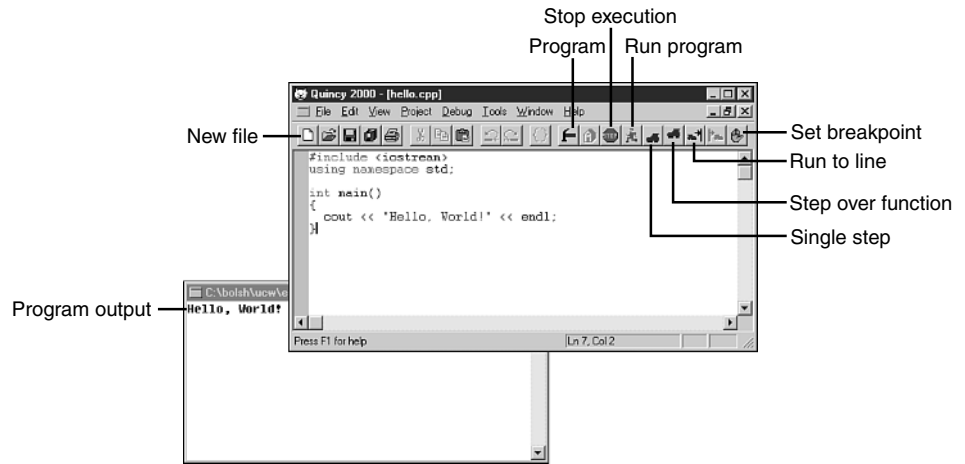 Stop execution
Program
Run program
Quincy 2000 - [hello.cpp]
File Edit View Project Debug Tools Window Help
New file
Set breakpoint
#include <iostream>
Run to line
using namespace std;
int main()
Step over function
{
cout << "Hello, World!" << endl;
}
Single step
C:\bolsh\ucw\e
Program output
Hello, World!
Press F1 for help
Ln 7, Col 2